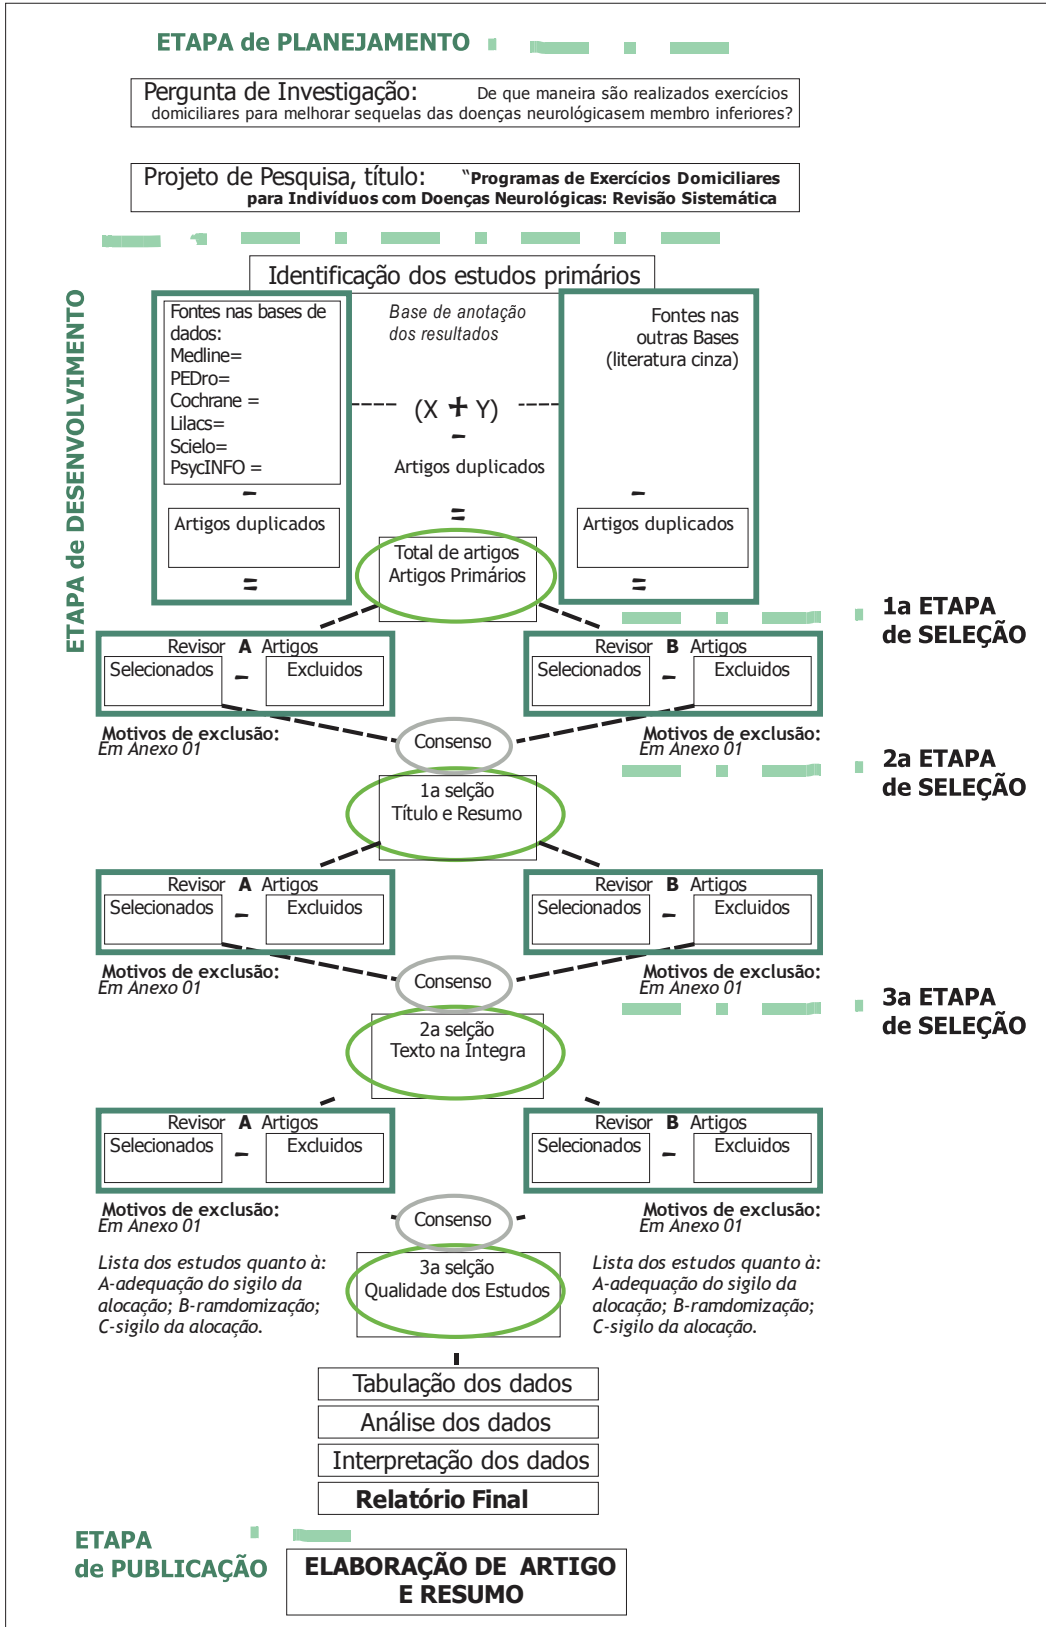 ETAPA de PLANEJAMENTO
Pergunta de Investigação: De que maneira são realizados exercícios
domiciliares para melhorar sequelas das doenças neurológicasem membro inferiores?
Projeto de Pesquisa, título: “Programas de Exercícios Domiciliares
para Indivíduos com Doenças Neurológicas: Revisão Sistemática
ETAPA de DESENVOLVIMENTO
Identificação dos estudos primários
Fontes nas bases de
dados:
Medline=
PEDro=
Cochrane =
Lilacs=
Scielo=
PsycINFO =
-
Artigos duplicados
=
Base de anotação
dos resultados
(X + Y)
-
Artigos duplicados
=
Total de artigos
Artigos Primários
Fontes nas
outras Bases
(literatura cinza)
-
Artigos duplicados
=
1a ETAPA
de SELEÇÃO
Revisor A Artigos
Selecionados - Excluidos
Motivos de exclusão:
Em Anexo 01
Revisor B Artigos
Selecionados - Excluidos
Motivos de exclusão:
Em Anexo 01
Consenso
1a selção
Título e Resumo
2a ETAPA
de SELEÇÃO
Revisor A Artigos
Selecionados - Excluidos
Motivos de exclusão:
Em Anexo 01
Revisor B Artigos
Selecionados - Excluidos
Motivos de exclusão:
Em Anexo 01
Consenso
2a selção
Texto na Íntegra
3a ETAPA
de SELEÇÃO
Revisor A Artigos
Selecionados - Excluidos
Motivos de exclusão:
Em Anexo 01
Revisor B Artigos
Selecionados - Excluidos
Motivos de exclusão:
Em Anexo 01
Consenso
3a selção
Qualidade dos Estudos
Lista dos estudos quanto à:
A-adequação do sigilo da
alocação; B-ramdomização;
C-sigilo da alocação.
Lista dos estudos quanto à:
A-adequação do sigilo da
alocação; B-ramdomização;
C-sigilo da alocação.
Tabulação dos dados
Análise dos dados
Interpretação dos dados
Relatório Final
ETAPA
de PUBLICAÇÃO
ELABORAÇÃO DE ARTIGO
E RESUMO